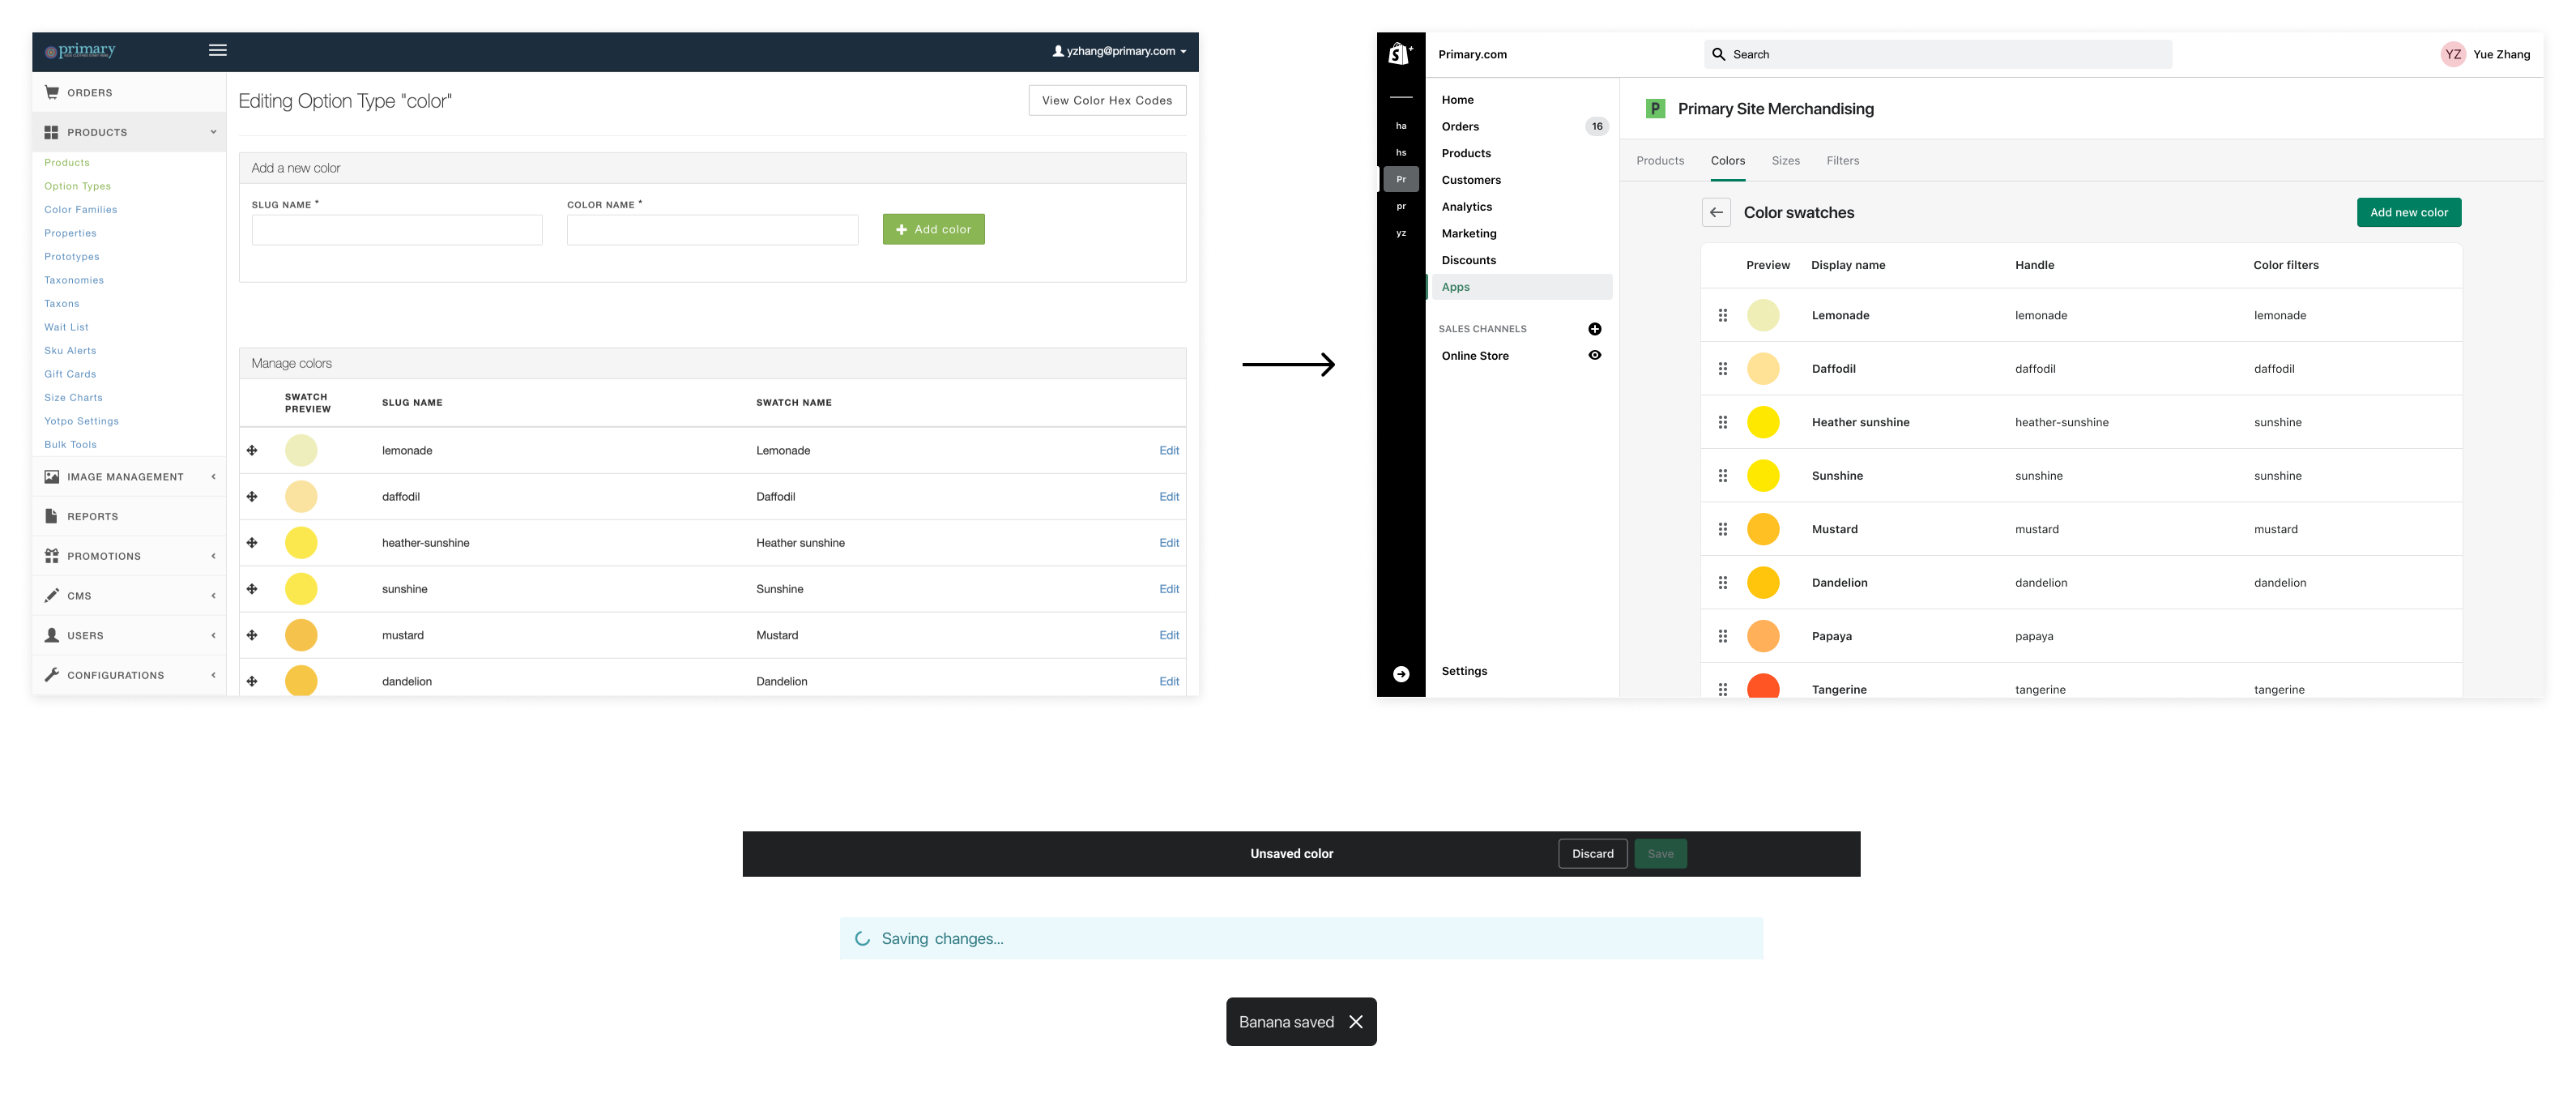 primary
yzhang@primary.com
ORDERS
PRODUCTS
Products
Option Types
Color Families
Properties
Prototypes
Taxonomies
Taxons
Wait List
Sku Alerts
Gift Cards
Size Charts
Yotpo Settings
Bulk Tools
IMAGE MANAGEMENT
REPORTS
PROMOTIONS
CMS
USERS
CONFIGURATIONS
Editing Option Type "color"
View Color Hex Codes
Add a new color
SLUG NAME *
COLOR NAME *
Add color
Manage colors
SWATCH PREVIEW SLUG NAME SWATCH NAME
lemonade Lemonade Edit
daffodil Daffodil Edit
heather-sunshine Heather sunshine Edit
sunshine Sunshine Edit
mustard Mustard Edit
dandelion Dandelion Edit
Primary.com
Search
YZ Yue Zhang
ha
hs
Pr
pr
yz
Home
Orders 16
Products
Customers
Analytics
Marketing
Discounts
Apps
SALES CHANNELS
Online Store
Settings
P Primary Site Merchandising
Products Colors Sizes Filters
Color swatches
Add new color
Preview Display name Handle Color filters
Lemonade lemonade lemonade
Daffodil daffodil daffodil
Heather sunshine heather-sunshine sunshine
Sunshine sunshine sunshine
Mustard mustard mustard
Dandelion dandelion dandelion
Papaya papaya
Tangerine tangerine tangerine
Unsaved color
Discard
Save
Saving changes...
Banana saved